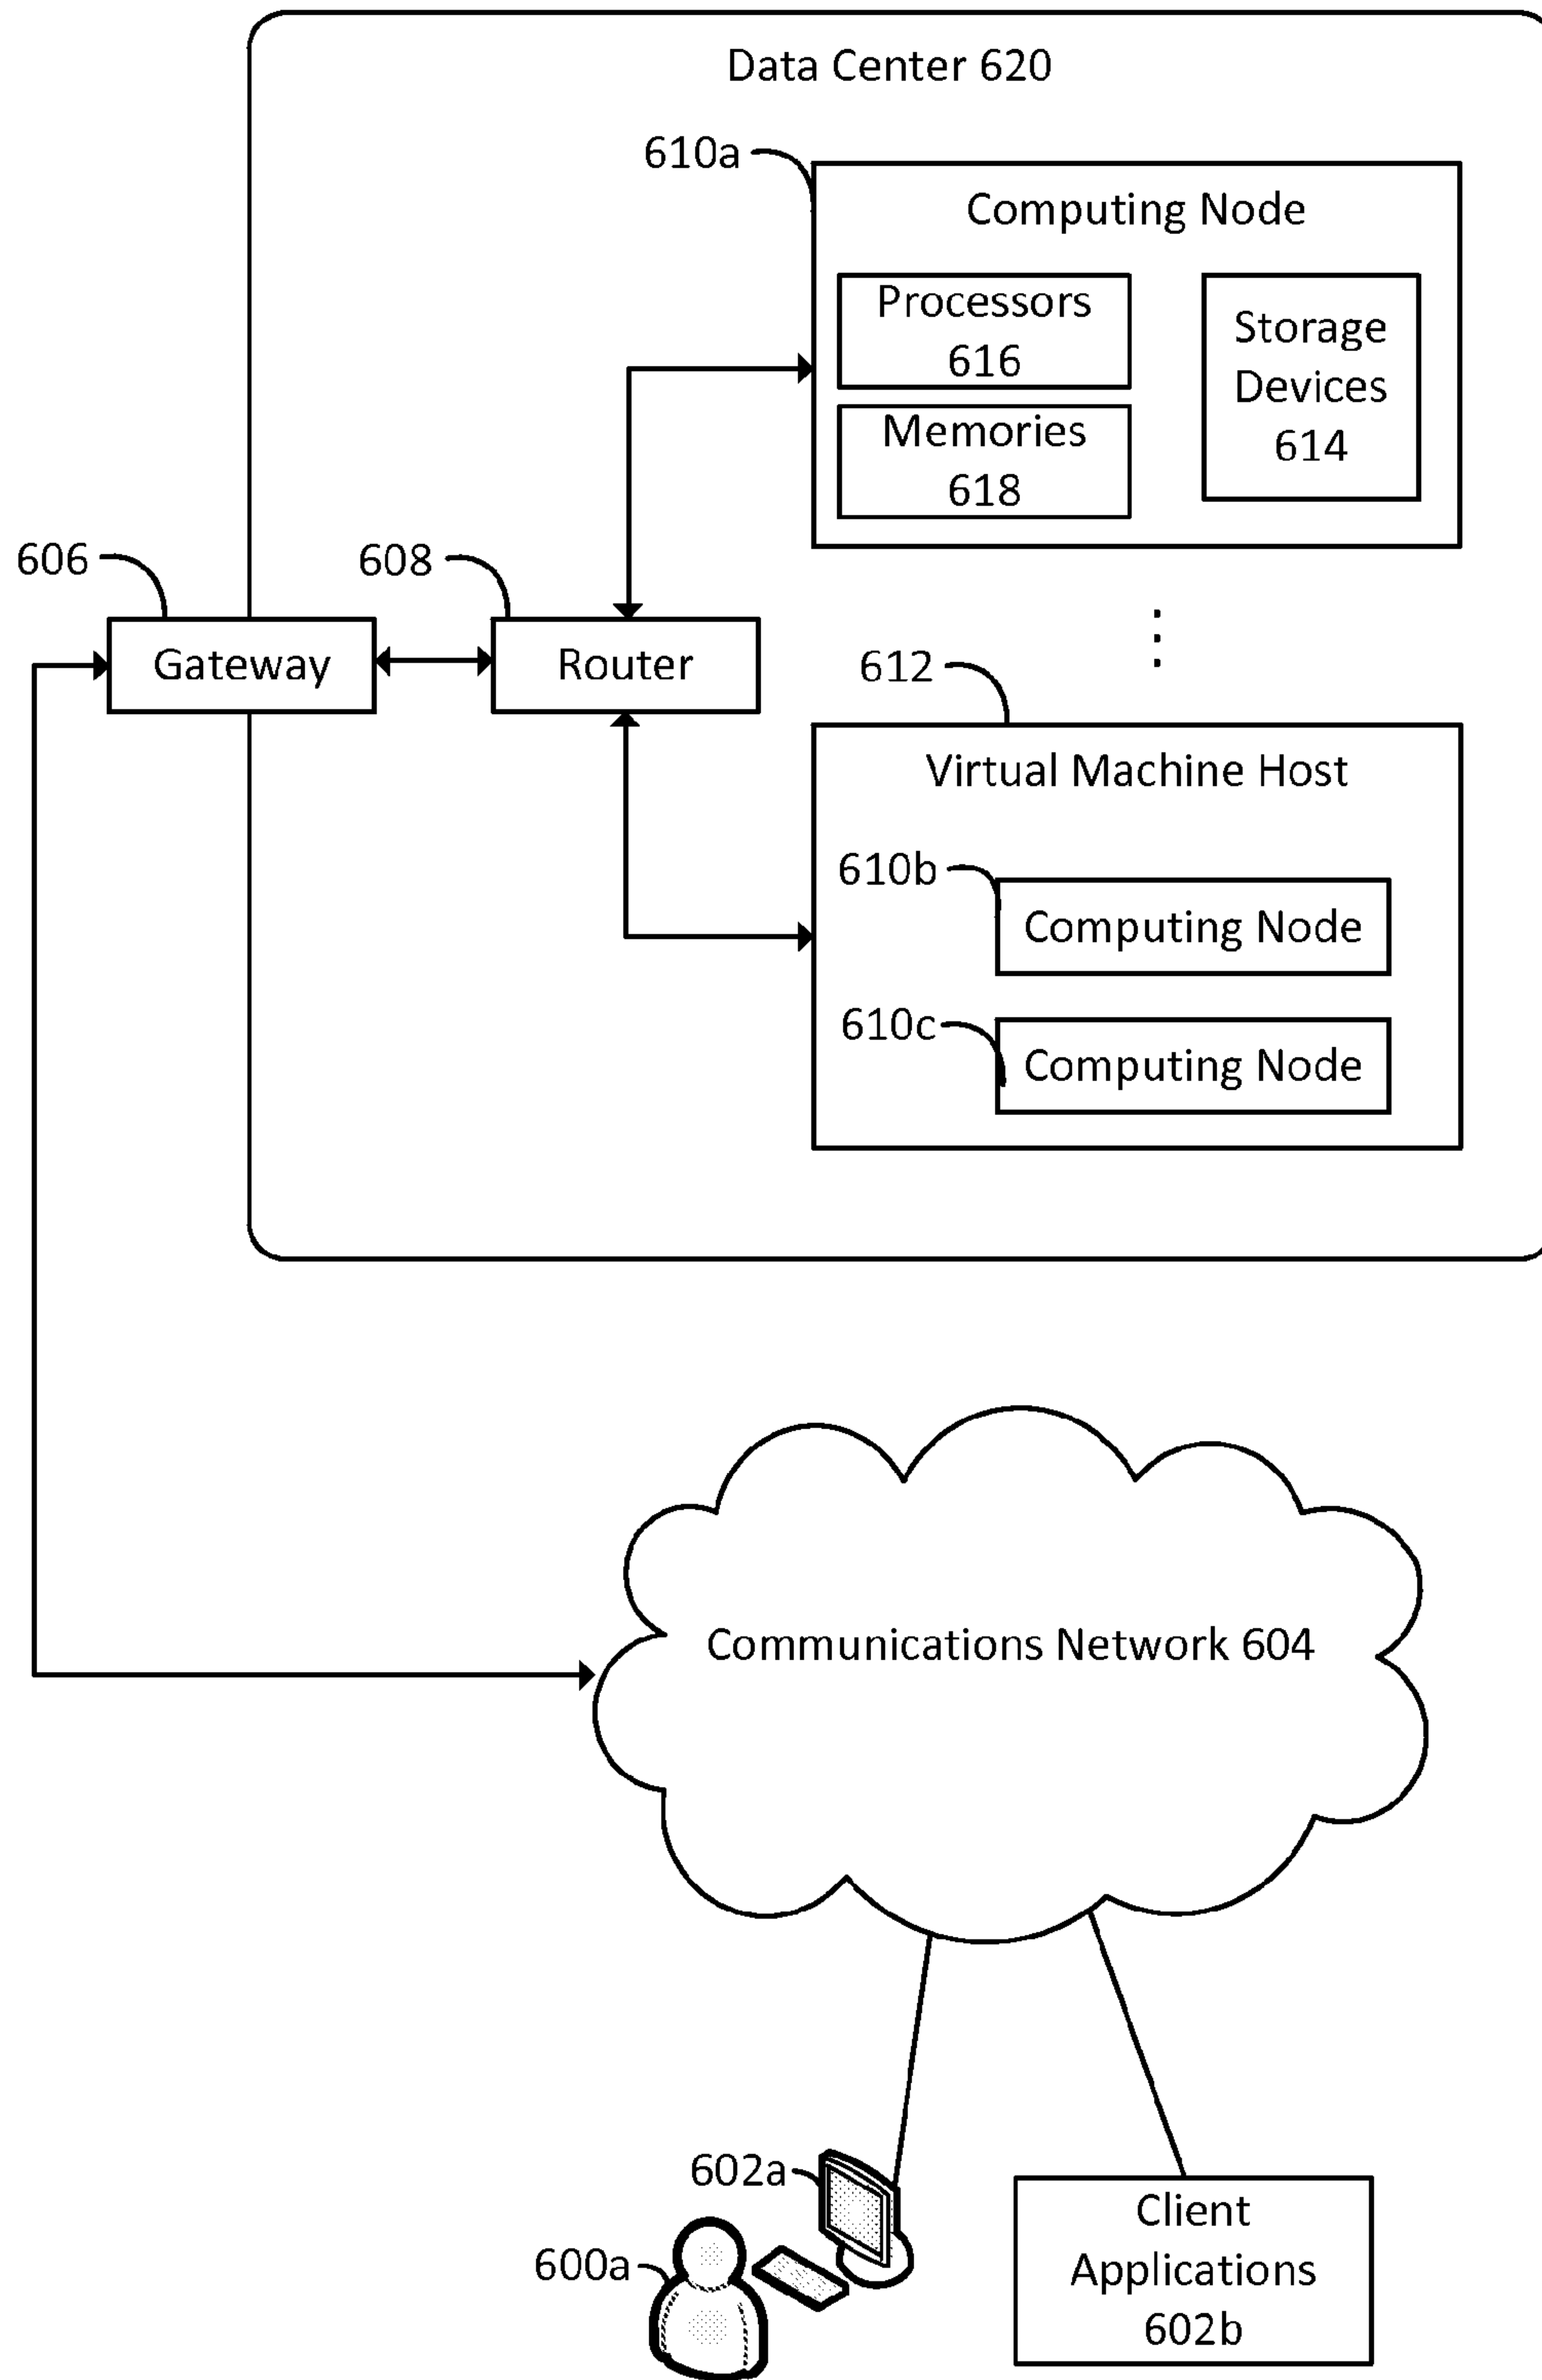 Data Center 620
610a
Computing Node
Processors
616
Storage
Devices
614
Memories
618
606
608
Gateway
Router
612
Virtual Machine Host
610b
Computing Node
610c
Computing Node
Communications Network 604
602a
600a
Client
Applications
602b